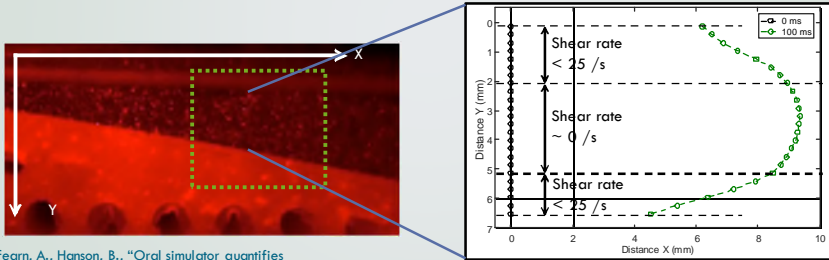 X
Y
fearn, A., Hanson, B., "Oral simulator quantifies
0 ms
100 ms
Shear rate
< 25 /s
Shear rate
~ 0 /s
Shear rate
< 25 /s
Distance Y (mm)
0
1
2
3
4
5
6
7
0 2 4 6 8 10
Distance X (mm)